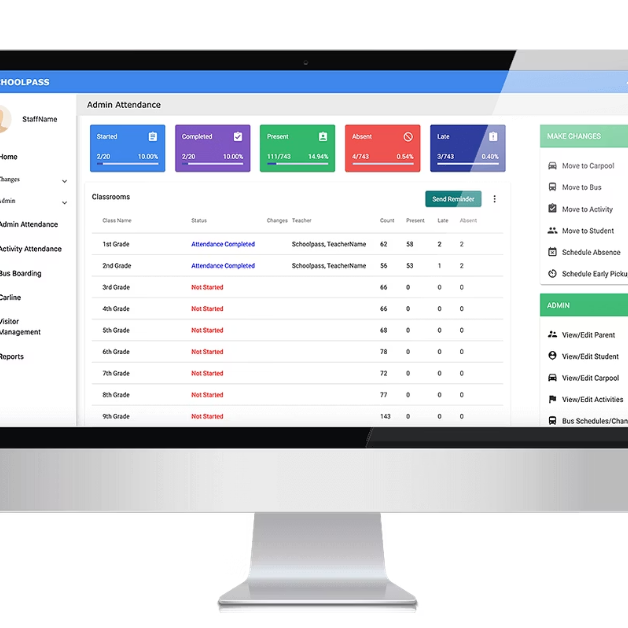 CHOOLPASS
StaffName
Home
Changes
Admin
Admin Attendance
Activity Attendance
Bus Boarding
Carline
Visitor
Management
Reports
Admin Attendance
Started
2/20 10.00%
Completed
2/20 10.00%
Present
111/743 14.94%
Absent
4/743 0.54%
Late
3/743 0.40%
Classrooms
Send Reminder
Class Name Status Changes Teacher Count Present Late Absent
1st Grade Attendance Completed Schoolpass, TeacherName 62 58 2 2
2nd Grade Attendance Completed Schoolpass, TeacherName 56 53 1 2
3rd Grade Not Started 66 0 0 0
4th Grade Not Started 66 0 0 0
5th Grade Not Started 68 0 0 0
6th Grade Not Started 78 0 0 0
7th Grade Not Started 72 0 0 0
8th Grade Not Started 77 0 0 0
9th Grade Not Started 143 0 0 0
MAKE CHANGES
Move to Carpool
Move to Bus
Move to Activity
Move to Student
Schedule Absence
Schedule Early Picku
ADMIN
View/Edit Parent
View/Edit Student
View/Edit Carpool
View/Edit Activities
Bus Schedules/Chan